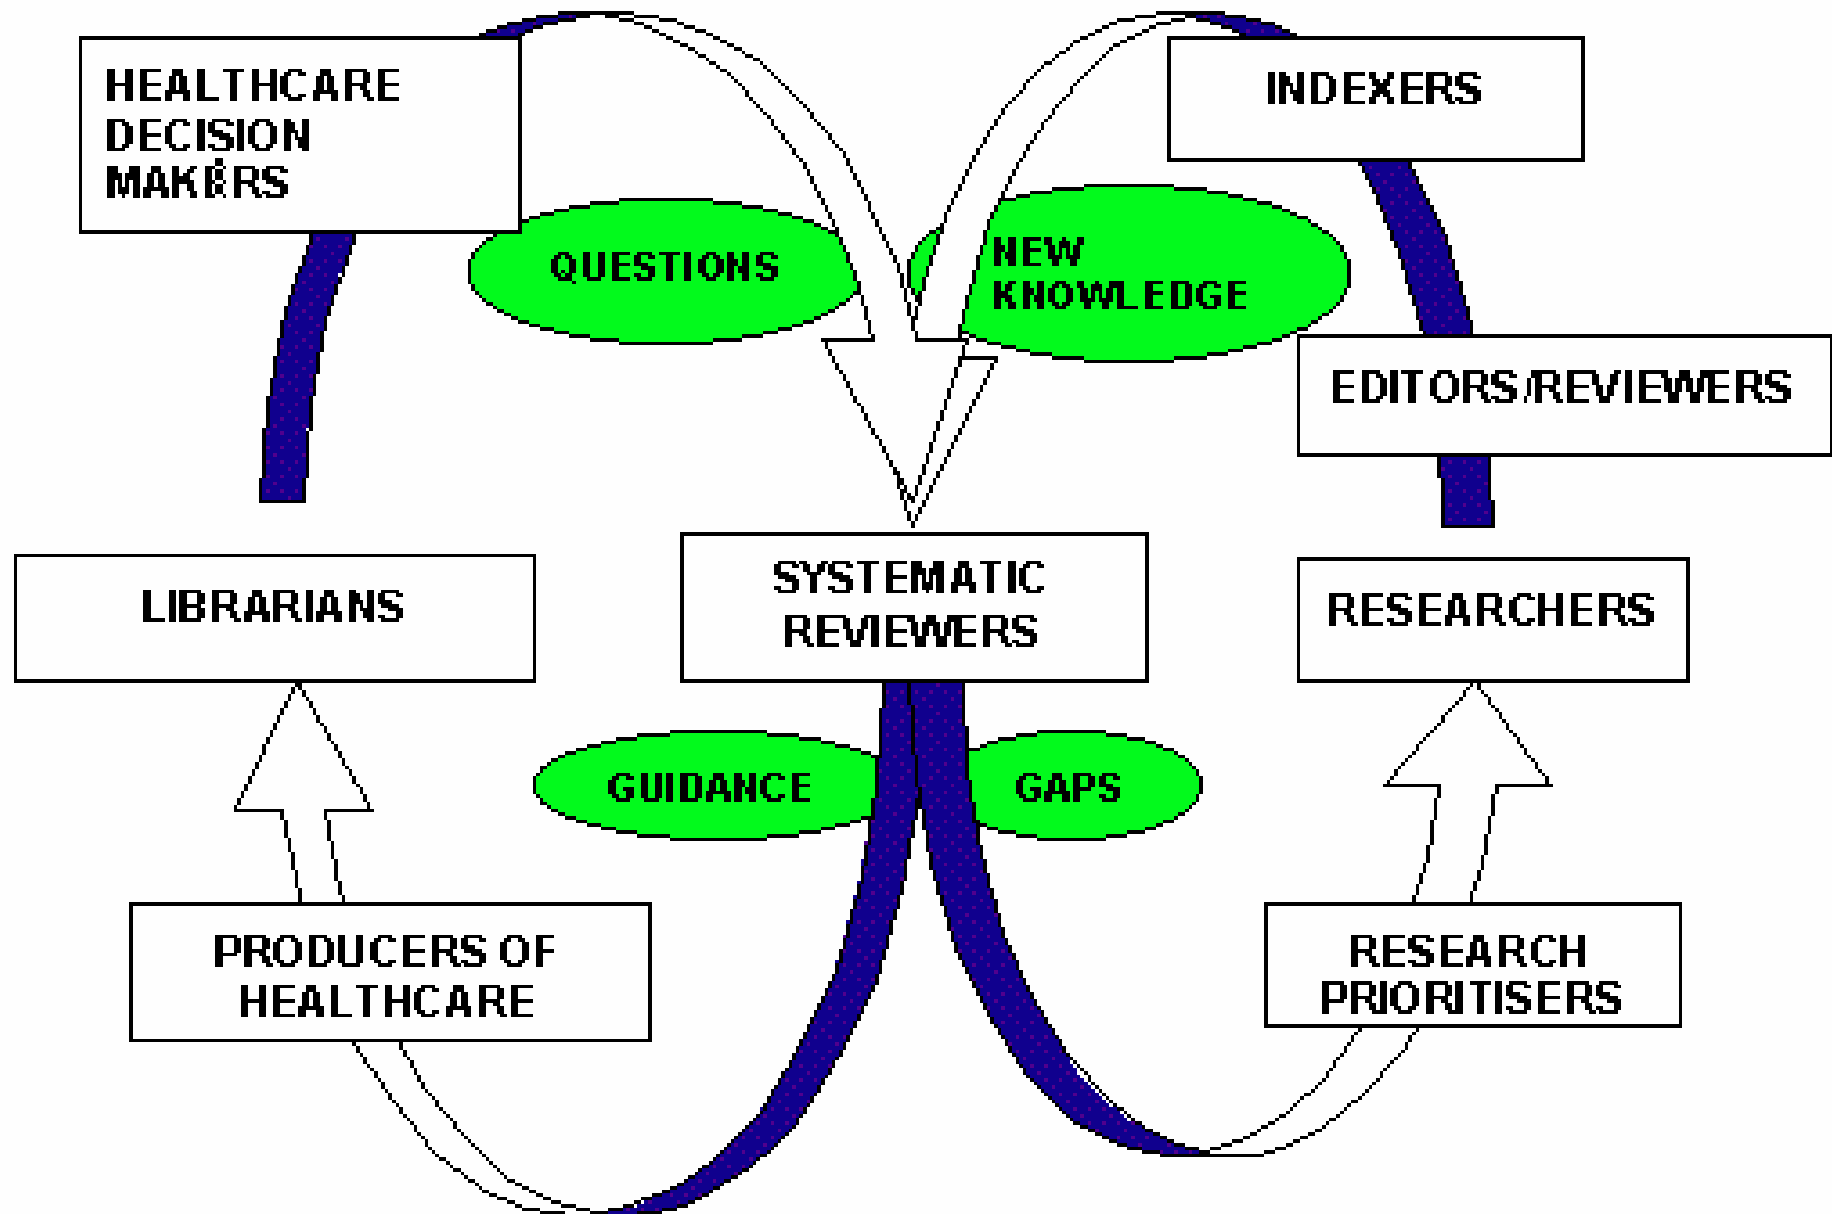 HEALTHCARE
DECISION
MAKERS
INDEXERS
QUESTIONS
NEW
KNOWLEDGE
EDITORS/REVIEWERS
LIBRARIANS
SYSTEMATIC
REVIEWERS
RESEARCHERS
GUIDANCE
GAPS
PRODUCERS OF
HEALTHCARE
RESEARCH
PRIORITISERS